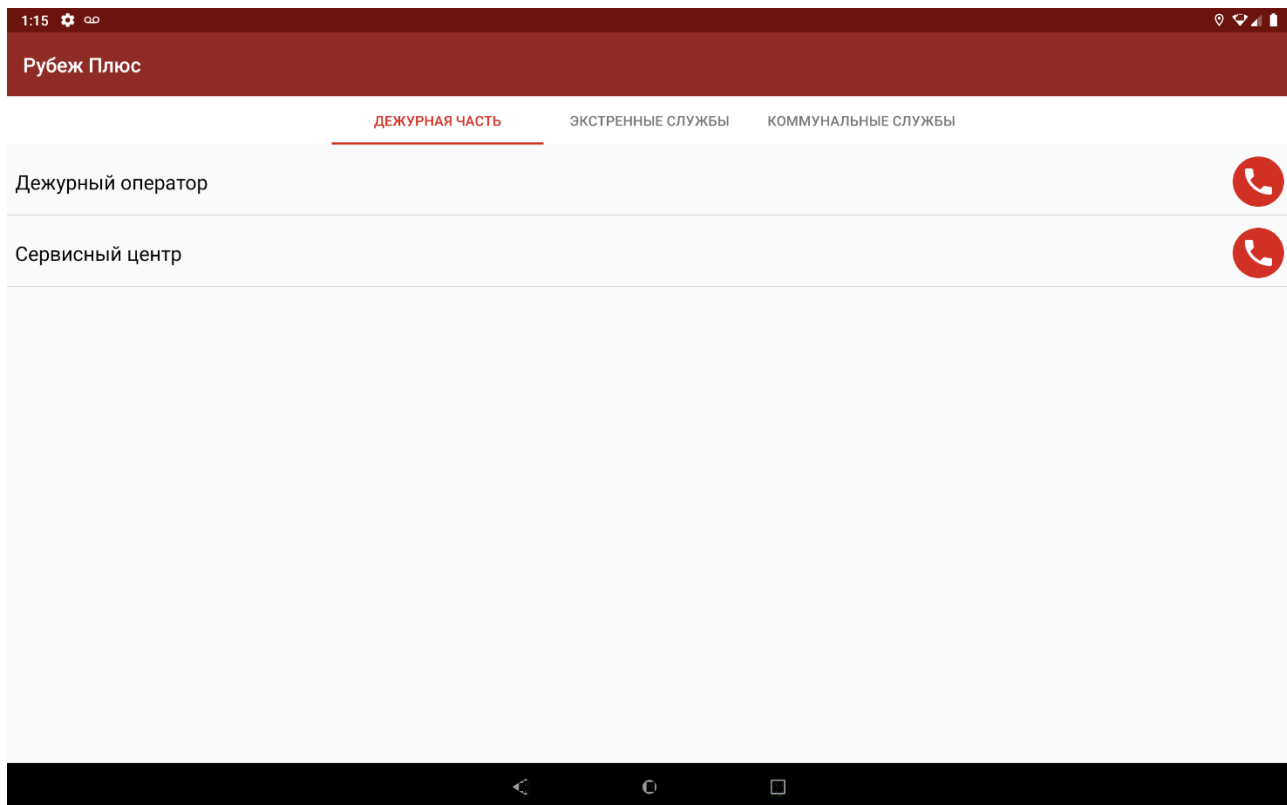 1:15
Рубеж Плюс
ДЕЖУРНАЯ ЧАСТЬ ЭКСТРЕННЫЕ СЛУЖБЫ КОММУНАЛЬНЫЕ СЛУЖБЫ
Дежурный оператор
Сервисный центр